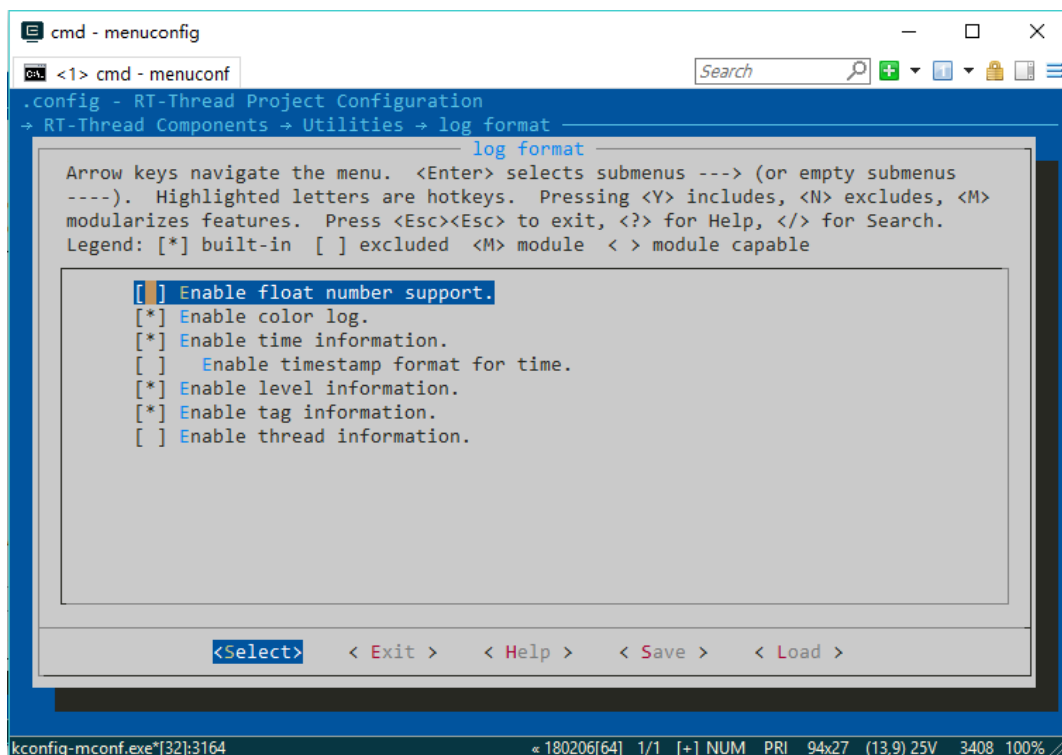 cmd - menuconfig
<1> cmd - menuconf
Search
.config - RT-Thread Project Configuration
→ RT-Thread Components → Utilities → log format
log format
Arrow keys navigate the menu.  <Enter> selects submenus ---> (or empty submenus
----).  Highlighted letters are hotkeys.  Pressing <Y> includes, <N> excludes, <M>
modularizes features.  Press <Esc><Esc> to exit, <?> for Help, </> for Search.
Legend: [*] built-in  [ ] excluded  <M> module  < > module capable
[ ] Enable float number support.
[*] Enable color log.
[*] Enable time information.
[ ]   Enable timestamp format for time.
[*] Enable level information.
[*] Enable tag information.
[ ] Enable thread information.
<Select>    < Exit >    < Help >    < Save >    < Load >
kconfig-mconf.exe*[32]:3164    « 180206[64]  1/1  [+] NUM  PRI  94x27  (13,9) 25V  3408  100%